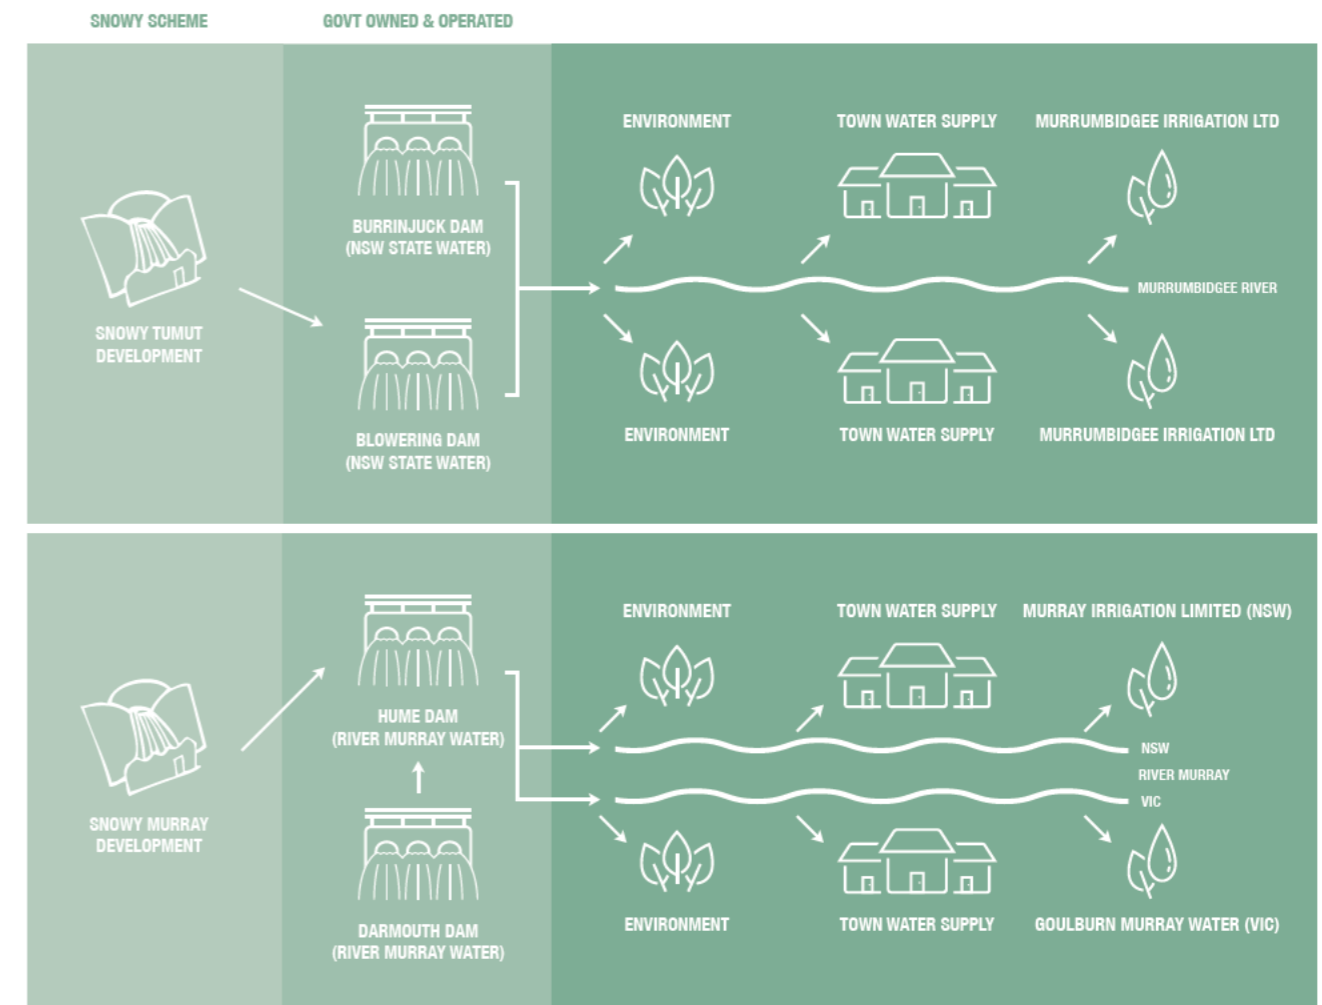 SNOWY SCHEME
GOVT OWNED & OPERATED
SNOWY TUMUT
DEVELOPMENT
BURRINJUCK DAM
(NSW STATE WATER)
BLOWERING DAM
(NSW STATE WATER)
ENVIRONMENT
TOWN WATER SUPPLY
MURRUMBIDGEE IRRIGATION LTD
MURRUMBIDGEE RIVER
ENVIRONMENT
TOWN WATER SUPPLY
MURRUMBIDGEE IRRIGATION LTD
SNOWY MURRAY
DEVELOPMENT
HUME DAM
(RIVER MURRAY WATER)
DARMOUTH DAM
(RIVER MURRAY WATER)
ENVIRONMENT
TOWN WATER SUPPLY
MURRAY IRRIGATION LIMITED (NSW)
NSW
RIVER MURRAY
VIC
ENVIRONMENT
TOWN WATER SUPPLY
GOULBURN MURRAY WATER (VIC)